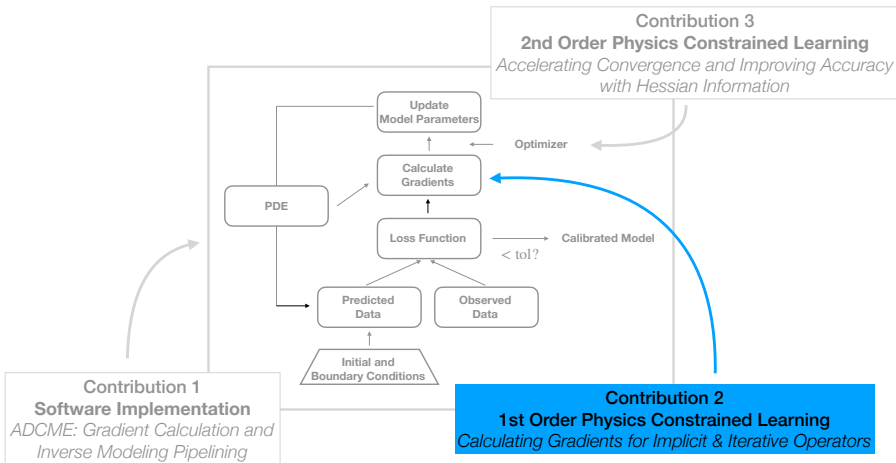 Contribution 3
2nd Order Physics Constrained Learning
Accelerating Convergence and Improving Accuracy
with Hessian Information
Update
Model Parameters
Optimizer
Calculate
Gradients
PDE
Loss Function
Calibrated Model
< tol?
Predicted
Data
Observed
Data
Initial and
Boundary Conditions
Contribution 1
Software Implementation
ADCME: Gradient Calculation and
Inverse Modeling Pipelining
Contribution 2
1st Order Physics Constrained Learning
Calculating Gradients for Implicit & Iterative Operators